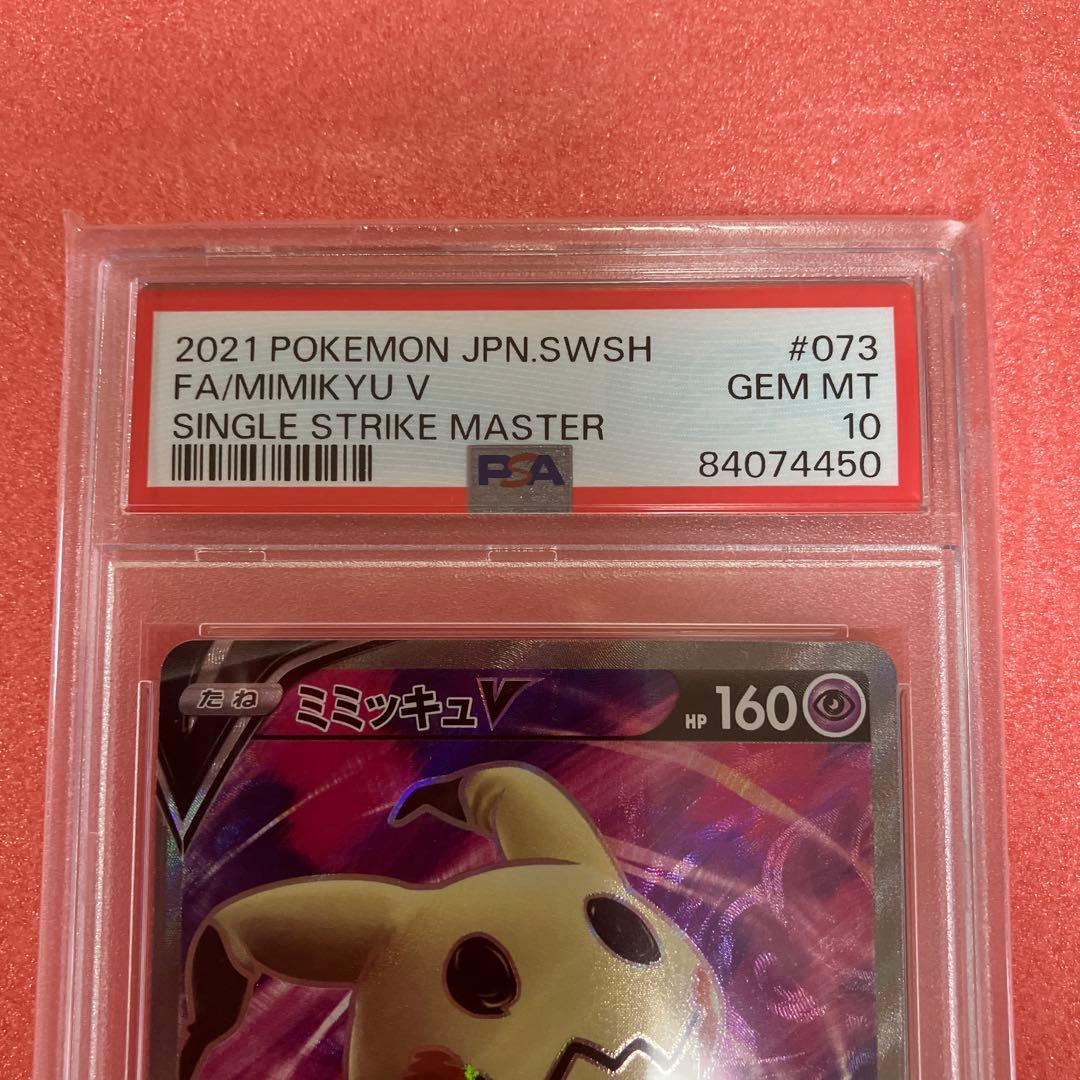 2021 POKEMON JPN.SWSH #073
FA/MIMIKYU V GEM MT
SINGLE STRIKE MASTER 10
PSA 84074450
たね ミミッキュV HP 160